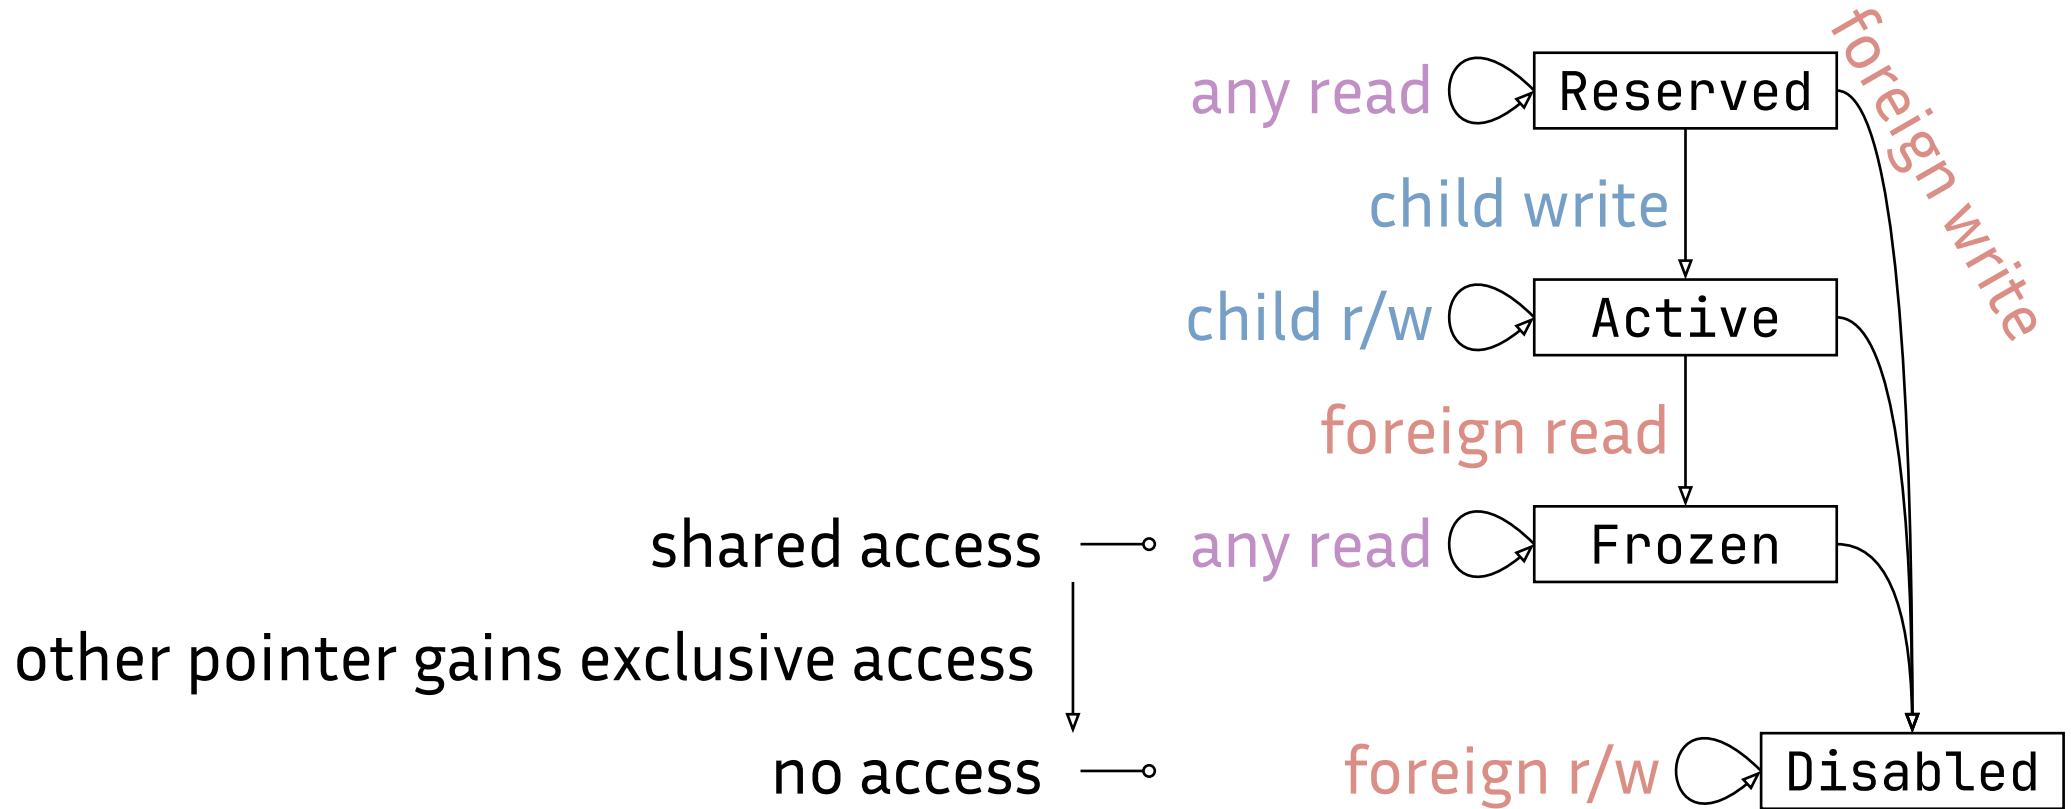 any read
Reserved
foreign write
child write
child r/w
Active
foreign read
shared access
any read
Frozen
other pointer gains exclusive access
no access
foreign r/w
Disabled